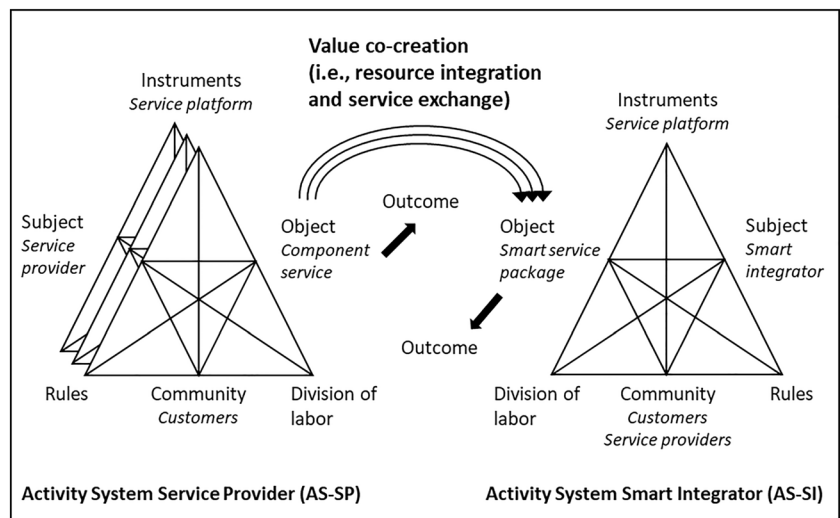 Value co-creation
(i.e., resource integration
and service exchange)
Instruments
Service platform
Subject
Service
provider
Object
Component
service
Outcome
Rules
Community
Customers
Division of
labor
Activity System Service Provider (AS-SP)
Instruments
Service platform
Object
Smart service
package
Subject
Smart
integrator
Outcome
Division of
labor
Community
Customers
Service providers
Rules
Activity System Smart Integrator (AS-SI)